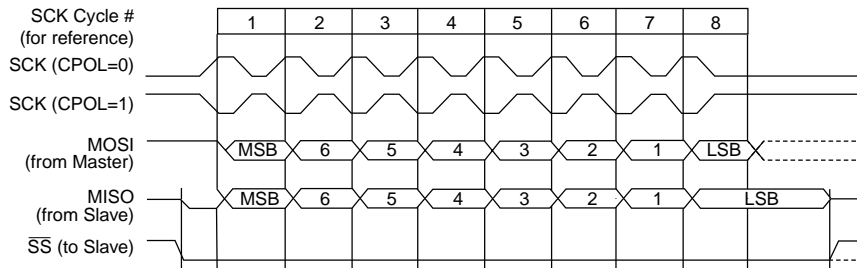 SCK Cycle #
(for reference)
1 2 3 4 5 6 7 8
SCK (CPOL=0)
SCK (CPOL=1)
MOSI
(from Master)
MSB 6 5 4 3 2 1 LSB
MISO
(from Slave)
MSB 6 5 4 3 2 1 LSB
S̅S̅ (to Slave)